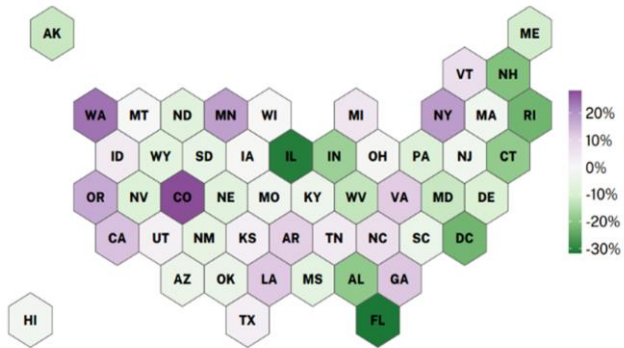 AK ME
VT NH
WA MT ND MN WI MI NY MA RI
ID WY SD IA IL IN OH PA NJ CT
OR NV CO NE MO KY WV VA MD DE
CA UT NM KS AR TN NC SC DC
AZ OK LA MS AL GA
HI TX FL
20%
10%
0%
-10%
-20%
-30%